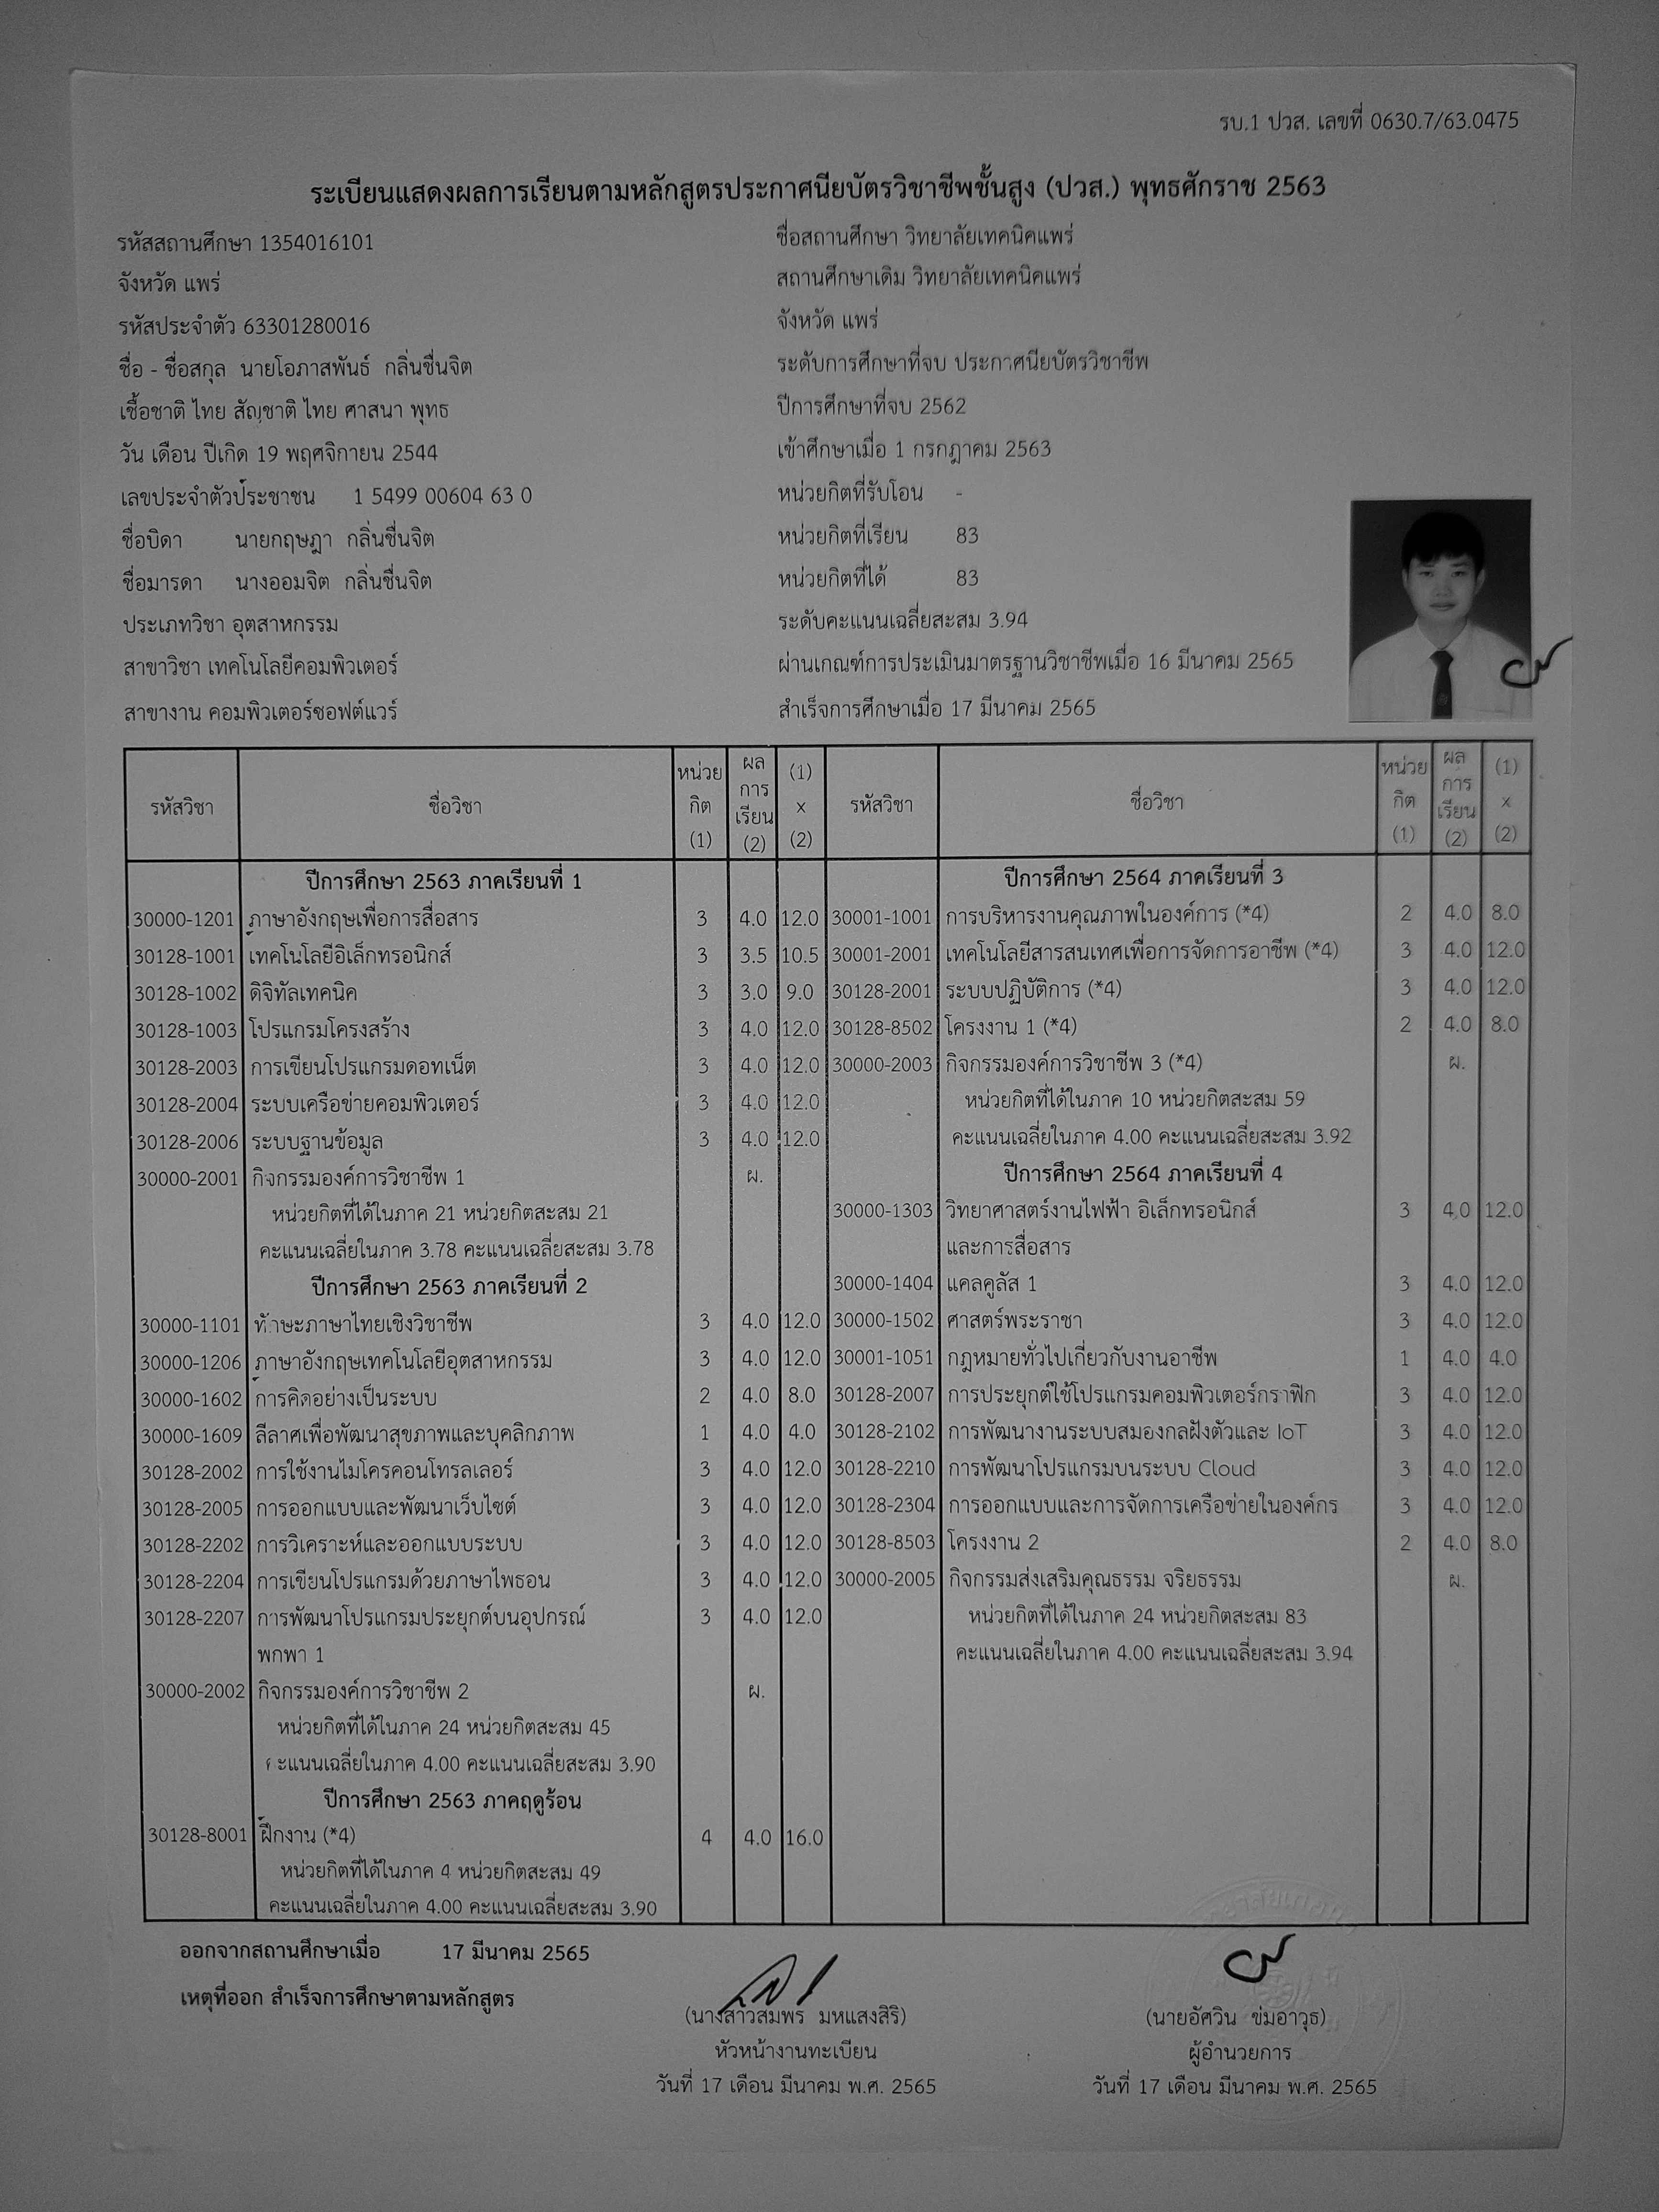 รบ.1 ปวส. เลขที่ 0630.7/63.0475
ระเบียนแสดงผลการเรียนตามหลักสูตรประกาศนียบัตรวิชาชีพชั้นสูง (ปวส.) พุทธศักราช 2563
รหัสสถานศึกษา 1354016101
จังหวัด แพร่
รหัสประจำตัว 63301280016
ชื่อ - ชื่อสกุล นายโอภาสพันธ์ กลิ่นชื่นจิต
เชื้อชาติ ไทย สัญชาติ ไทย ศาสนา พุทธ
วัน เดือน ปีเกิด 19 พฤศจิกายน 2544
เลขประจำตัวประชาชน 1 5499 00604 63 0
ชื่อบิดา นายกฤษฎา กลิ่นชื่นจิต
ชื่อมารดา นางออมจิต กลิ่นชื่นจิต
ประเภทวิชา อุตสาหกรรม
สาขาวิชา เทคโนโลยีคอมพิวเตอร์
สาขางาน คอมพิวเตอร์ซอฟต์แวร์
ชื่อสถานศึกษา วิทยาลัยเทคนิคแพร่
สถานศึกษาเดิม วิทยาลัยเทคนิคแพร่
จังหวัด แพร่
ระดับการศึกษาที่จบ ประกาศนียบัตรวิชาชีพ
ปีการศึกษาที่จบ 2562
เข้าศึกษาเมื่อ 1 กรกฎาคม 2563
หน่วยกิตที่รับโอน -
หน่วยกิตที่เรียน 83
หน่วยกิตที่ได้ 83
ระดับคะแนนเฉลี่ยสะสม 3.94
ผ่านเกณฑ์การประเมินมาตรฐานวิชาชีพเมื่อ 16 มีนาคม 2565
สำเร็จการศึกษาเมื่อ 17 มีนาคม 2565
รหัสวิชา ชื่อวิชา หน่วยกิต (1) ผลการเรียน (2) (1) x (2)
ปีการศึกษา 2563 ภาคเรียนที่ 1
30000-1201 ภาษาอังกฤษเพื่อการสื่อสาร 3 4.0 12.0
30128-1001 เทคโนโลยีอิเล็กทรอนิกส์ 3 3.5 10.5
30128-1002 ดิจิทัลเทคนิค 3 3.0 9.0
30128-1003 โปรแกรมโครงสร้าง 3 4.0 12.0
30128-2003 การเขียนโปรแกรมดอทเน็ต 3 4.0 12.0
30128-2004 ระบบเครือข่ายคอมพิวเตอร์ 3 4.0 12.0
30128-2006 ระบบฐานข้อมูล 3 4.0 12.0
30000-2001 กิจกรรมองค์การวิชาชีพ 1 ผ.
หน่วยกิตที่ได้ในภาค 21 หน่วยกิตสะสม 21
คะแนนเฉลี่ยในภาค 3.78 คะแนนเฉลี่ยสะสม 3.78
ปีการศึกษา 2563 ภาคเรียนที่ 2
30000-1101 ทักษะภาษาไทยเชิงวิชาชีพ 3 4.0 12.0
30000-1206 ภาษาอังกฤษเทคโนโลยีอุตสาหกรรม 3 4.0 12.0
30000-1602 การคิดอย่างเป็นระบบ 2 4.0 8.0
30000-1609 ลีลาศเพื่อพัฒนาสุขภาพและบุคลิกภาพ 1 4.0 4.0
30128-2002 การใช้งานไมโครคอนโทรลเลอร์ 3 4.0 12.0
30128-2005 การออกแบบและพัฒนาเว็บไซต์ 3 4.0 12.0
30128-2202 การวิเคราะห์และออกแบบระบบ 3 4.0 12.0
30128-2204 การเขียนโปรแกรมด้วยภาษาไพธอน 3 4.0 12.0
30128-2207 การพัฒนาโปรแกรมประยุกต์บนอุปกรณ์ 3 4.0 12.0
พกพา 1
30000-2002 กิจกรรมองค์การวิชาชีพ 2 ผ.
หน่วยกิตที่ได้ในภาค 24 หน่วยกิตสะสม 45
คะแนนเฉลี่ยในภาค 4.00 คะแนนเฉลี่ยสะสม 3.90
ปีการศึกษา 2563 ภาคฤดูร้อน
30128-8001 ฝึกงาน (*4) 4 4.0 16.0
หน่วยกิตที่ได้ในภาค 4 หน่วยกิตสะสม 49
คะแนนเฉลี่ยในภาค 4.00 คะแนนเฉลี่ยสะสม 3.90
รหัสวิชา ชื่อวิชา หน่วยกิต (1) ผลการเรียน (2) (1) x (2)
ปีการศึกษา 2564 ภาคเรียนที่ 3
30001-1001 การบริหารงานคุณภาพในองค์การ (*4) 2 4.0 8.0
30001-2001 เทคโนโลยีสารสนเทศเพื่อการจัดการอาชีพ (*4) 3 4.0 12.0
30128-2001 ระบบปฏิบัติการ (*4) 3 4.0 12.0
30128-8502 โครงงาน 1 (*4) 2 4.0 8.0
30000-2003 กิจกรรมองค์การวิชาชีพ 3 (*4) ผ.
หน่วยกิตที่ได้ในภาค 10 หน่วยกิตสะสม 59
คะแนนเฉลี่ยในภาค 4.00 คะแนนเฉลี่ยสะสม 3.92
ปีการศึกษา 2564 ภาคเรียนที่ 4
30000-1303 วิทยาศาสตร์งานไฟฟ้า อิเล็กทรอนิกส์ 3 4.0 12.0
และการสื่อสาร
30000-1404 แคลคูลัส 1 3 4.0 12.0
30000-1502 ศาสตร์พระราชา 3 4.0 12.0
30001-1051 กฎหมายทั่วไปเกี่ยวกับงานอาชีพ 1 4.0 4.0
30128-2007 การประยุกต์ใช้โปรแกรมคอมพิวเตอร์กราฟิก 3 4.0 12.0
30128-2102 การพัฒนางานระบบสมองกลฝังตัวและ IoT 3 4.0 12.0
30128-2210 การพัฒนาโปรแกรมบนระบบ Cloud 3 4.0 12.0
30128-2304 การออกแบบและการจัดการเครือข่ายในองค์กร 3 4.0 12.0
30128-8503 โครงงาน 2 2 4.0 8.0
30000-2005 กิจกรรมส่งเสริมคุณธรรม จริยธรรม ผ.
หน่วยกิตที่ได้ในภาค 24 หน่วยกิตสะสม 83
คะแนนเฉลี่ยในภาค 4.00 คะแนนเฉลี่ยสะสม 3.94
ออกจากสถานศึกษาเมื่อ 17 มีนาคม 2565
เหตุที่ออก สำเร็จการศึกษาตามหลักสูตร
(นางสาวสมพร มหแสงสิริ)
หัวหน้างานทะเบียน
วันที่ 17 เดือน มีนาคม พ.ศ. 2565
(นายอัศวิน ข่มอาวุธ)
ผู้อำนวยการ
วันที่ 17 เดือน มีนาคม พ.ศ. 2565